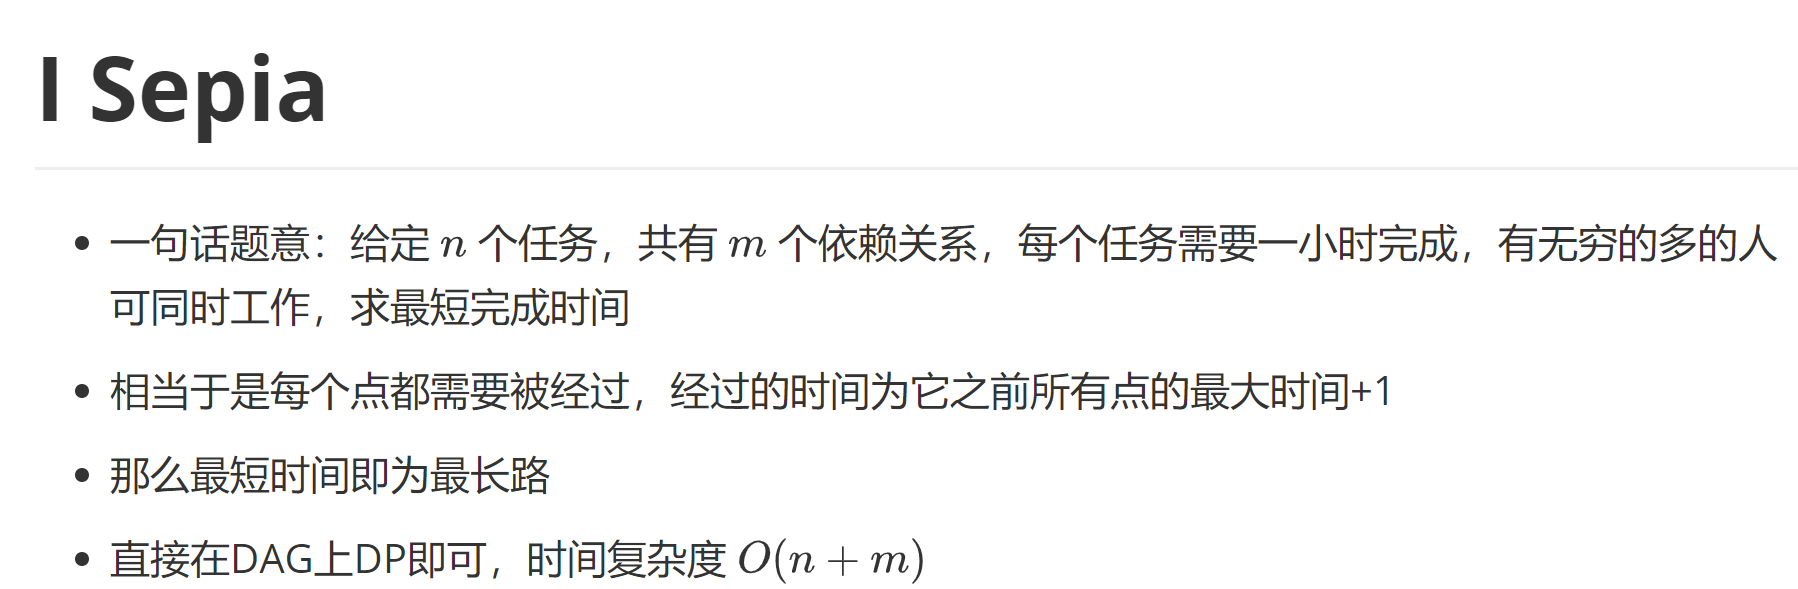 I Sepia
• 一句话题意：给定 n 个任务，共有 m 个依赖关系，每个任务需要一小时完成，有无穷的多的人
可同时工作，求最短完成时间
• 相当于是每个点都需要被经过，经过的时间为它之前所有点的最大时间+1
• 那么最短时间即为最长路
• 直接在DAG上DP即可，时间复杂度 O(n + m)